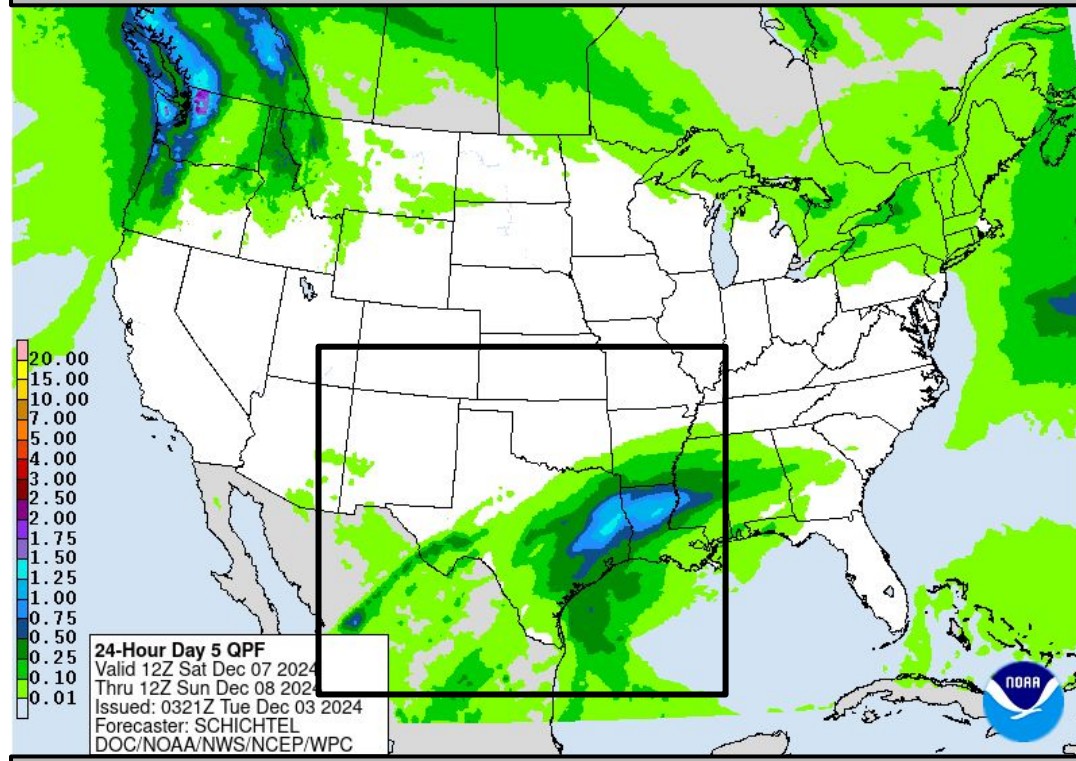 20.00
15.00
10.00
7.00
5.00
4.00
3.00
2.50
2.00
1.75
1.50
1.25
1.00
0.75
0.50
0.25
0.10
0.01
24-Hour Day 5 QPF
Valid 12Z Sat Dec 07 2024
Thru 12Z Sun Dec 08 2024
Issued: 0321Z Tue Dec 03 2024
Forecaster: SCHICHTEL
DOC/NOAA/NWS/NCEP/WPC
NOAA